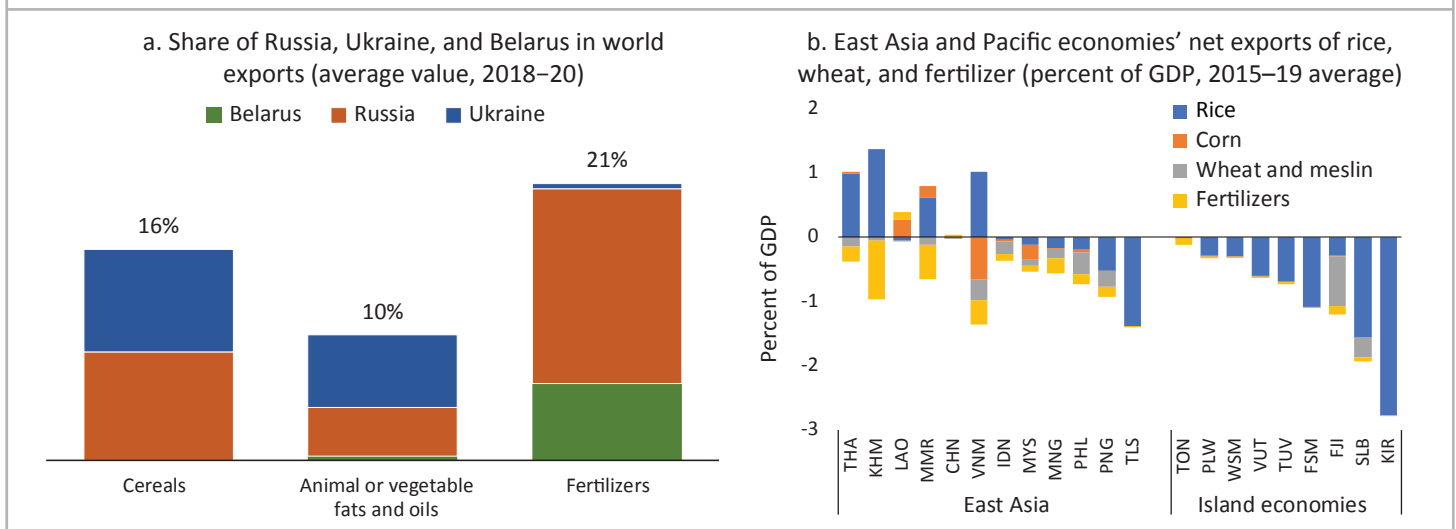 a. Share of Russia, Ukraine, and Belarus in world
exports (average value, 2018–20)
Belarus Russia Ukraine
16%
10%
21%
Cereals
Animal or vegetable
fats and oils
Fertilizers
b. East Asia and Pacific economies’ net exports of rice,
wheat, and fertilizer (percent of GDP, 2015–19 average)
Rice
Corn
Wheat and meslin
Fertilizers
Percent of GDP
2
1
0
-1
-2
-3
THA
KHM
LAO
MMR
CHN
VNM
IDN
MYS
MNG
PHL
PNG
TLS
TON
PLW
WSM
VUT
TUV
FSM
FJI
SLB
KIR
East Asia
Island economies